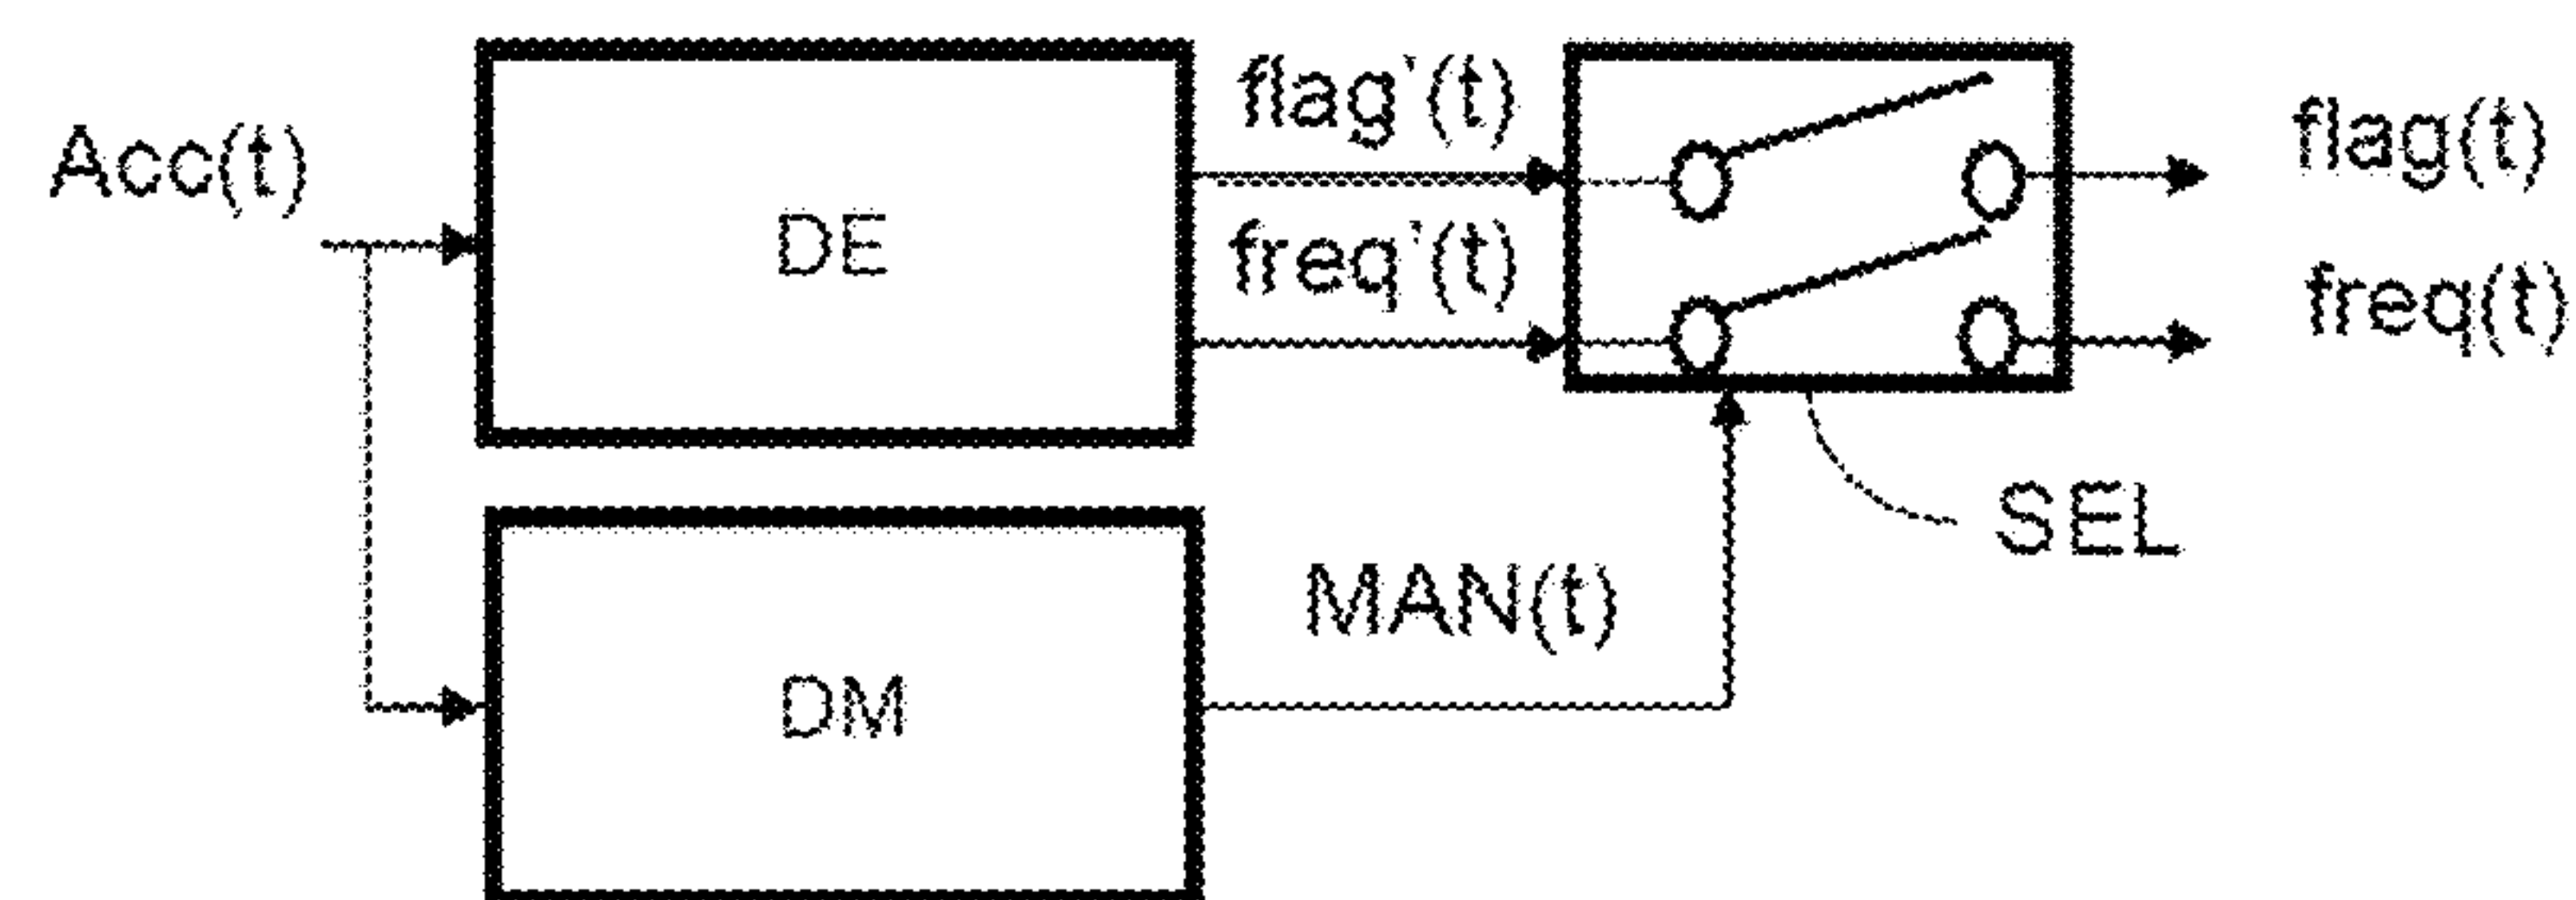 Acc(t)
DE
flag`(t)
freq`(t)
flag(t)
freq(t)
SEL
MAN(t)
DM